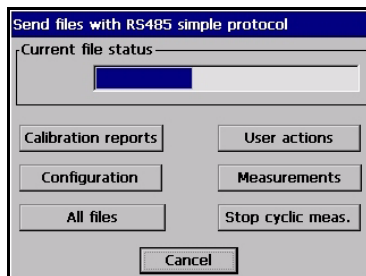 Send files with RS485 simple protocol
Current file status
Calibration reports
User actions
Configuration
Measurements
All files
Stop cyclic meas.
Cancel